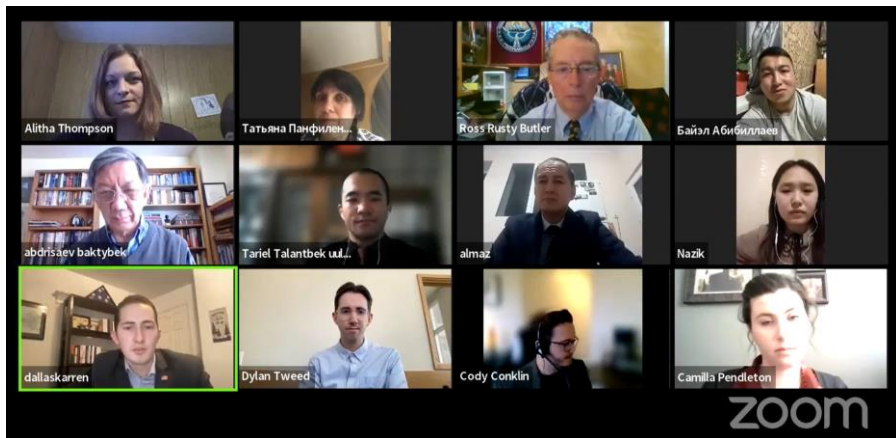 Alitha Thompson
Татьяна Панфилен...
Ross Rusty Butler
Байэл Абибиллаев
abdrisaev baktybek
Tariel Talantbek uul...
almaz
Nazik
dallaskarren
Dylan Tweed
Cody Conklin
Camilla Pendleton
zoom